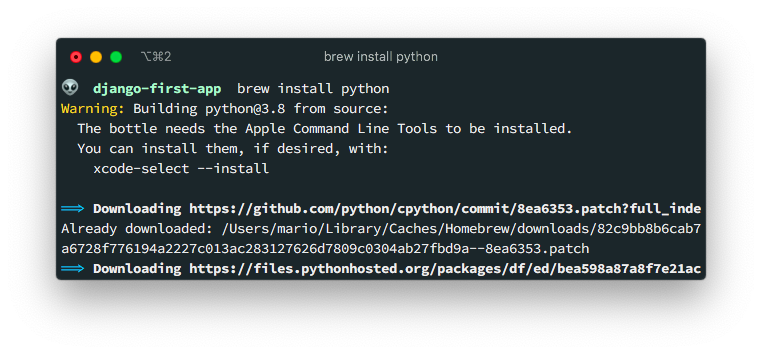 ⌥⌘2 brew install python
django-first-app brew install python
Warning: Building python@3.8 from source:
The bottle needs the Apple Command Line Tools to be installed.
You can install them, if desired, with:
xcode-select --install
==> Downloading https://github.com/python/cpython/commit/8ea6353.patch?full_inde
Already downloaded: /Users/mario/Library/Caches/Homebrew/downloads/82c9bb8b6cab7
a6728f776194a2227c013ac283127626d7809c0304ab27fbd9a--8ea6353.patch
==> Downloading https://files.pythonhosted.org/packages/df/ed/bea598a87a8f7e21ac